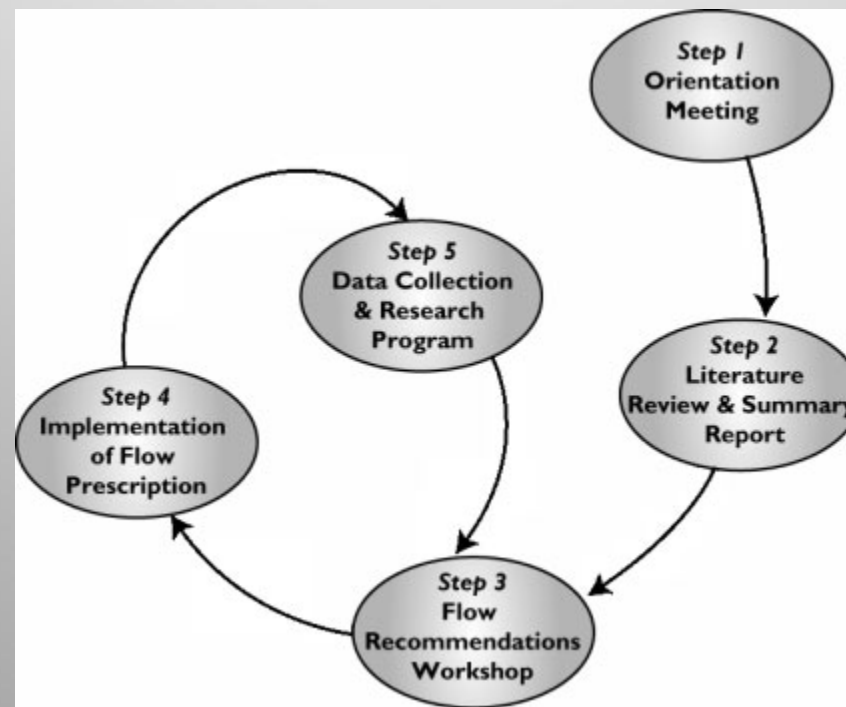 Step 1
Orientation
Meeting
Step 2
Literature
Review & Summary
Report
Step 3
Flow
Recommendations
Workshop
Step 4
Implementation
of Flow
Prescription
Step 5
Data Collection
& Research
Program